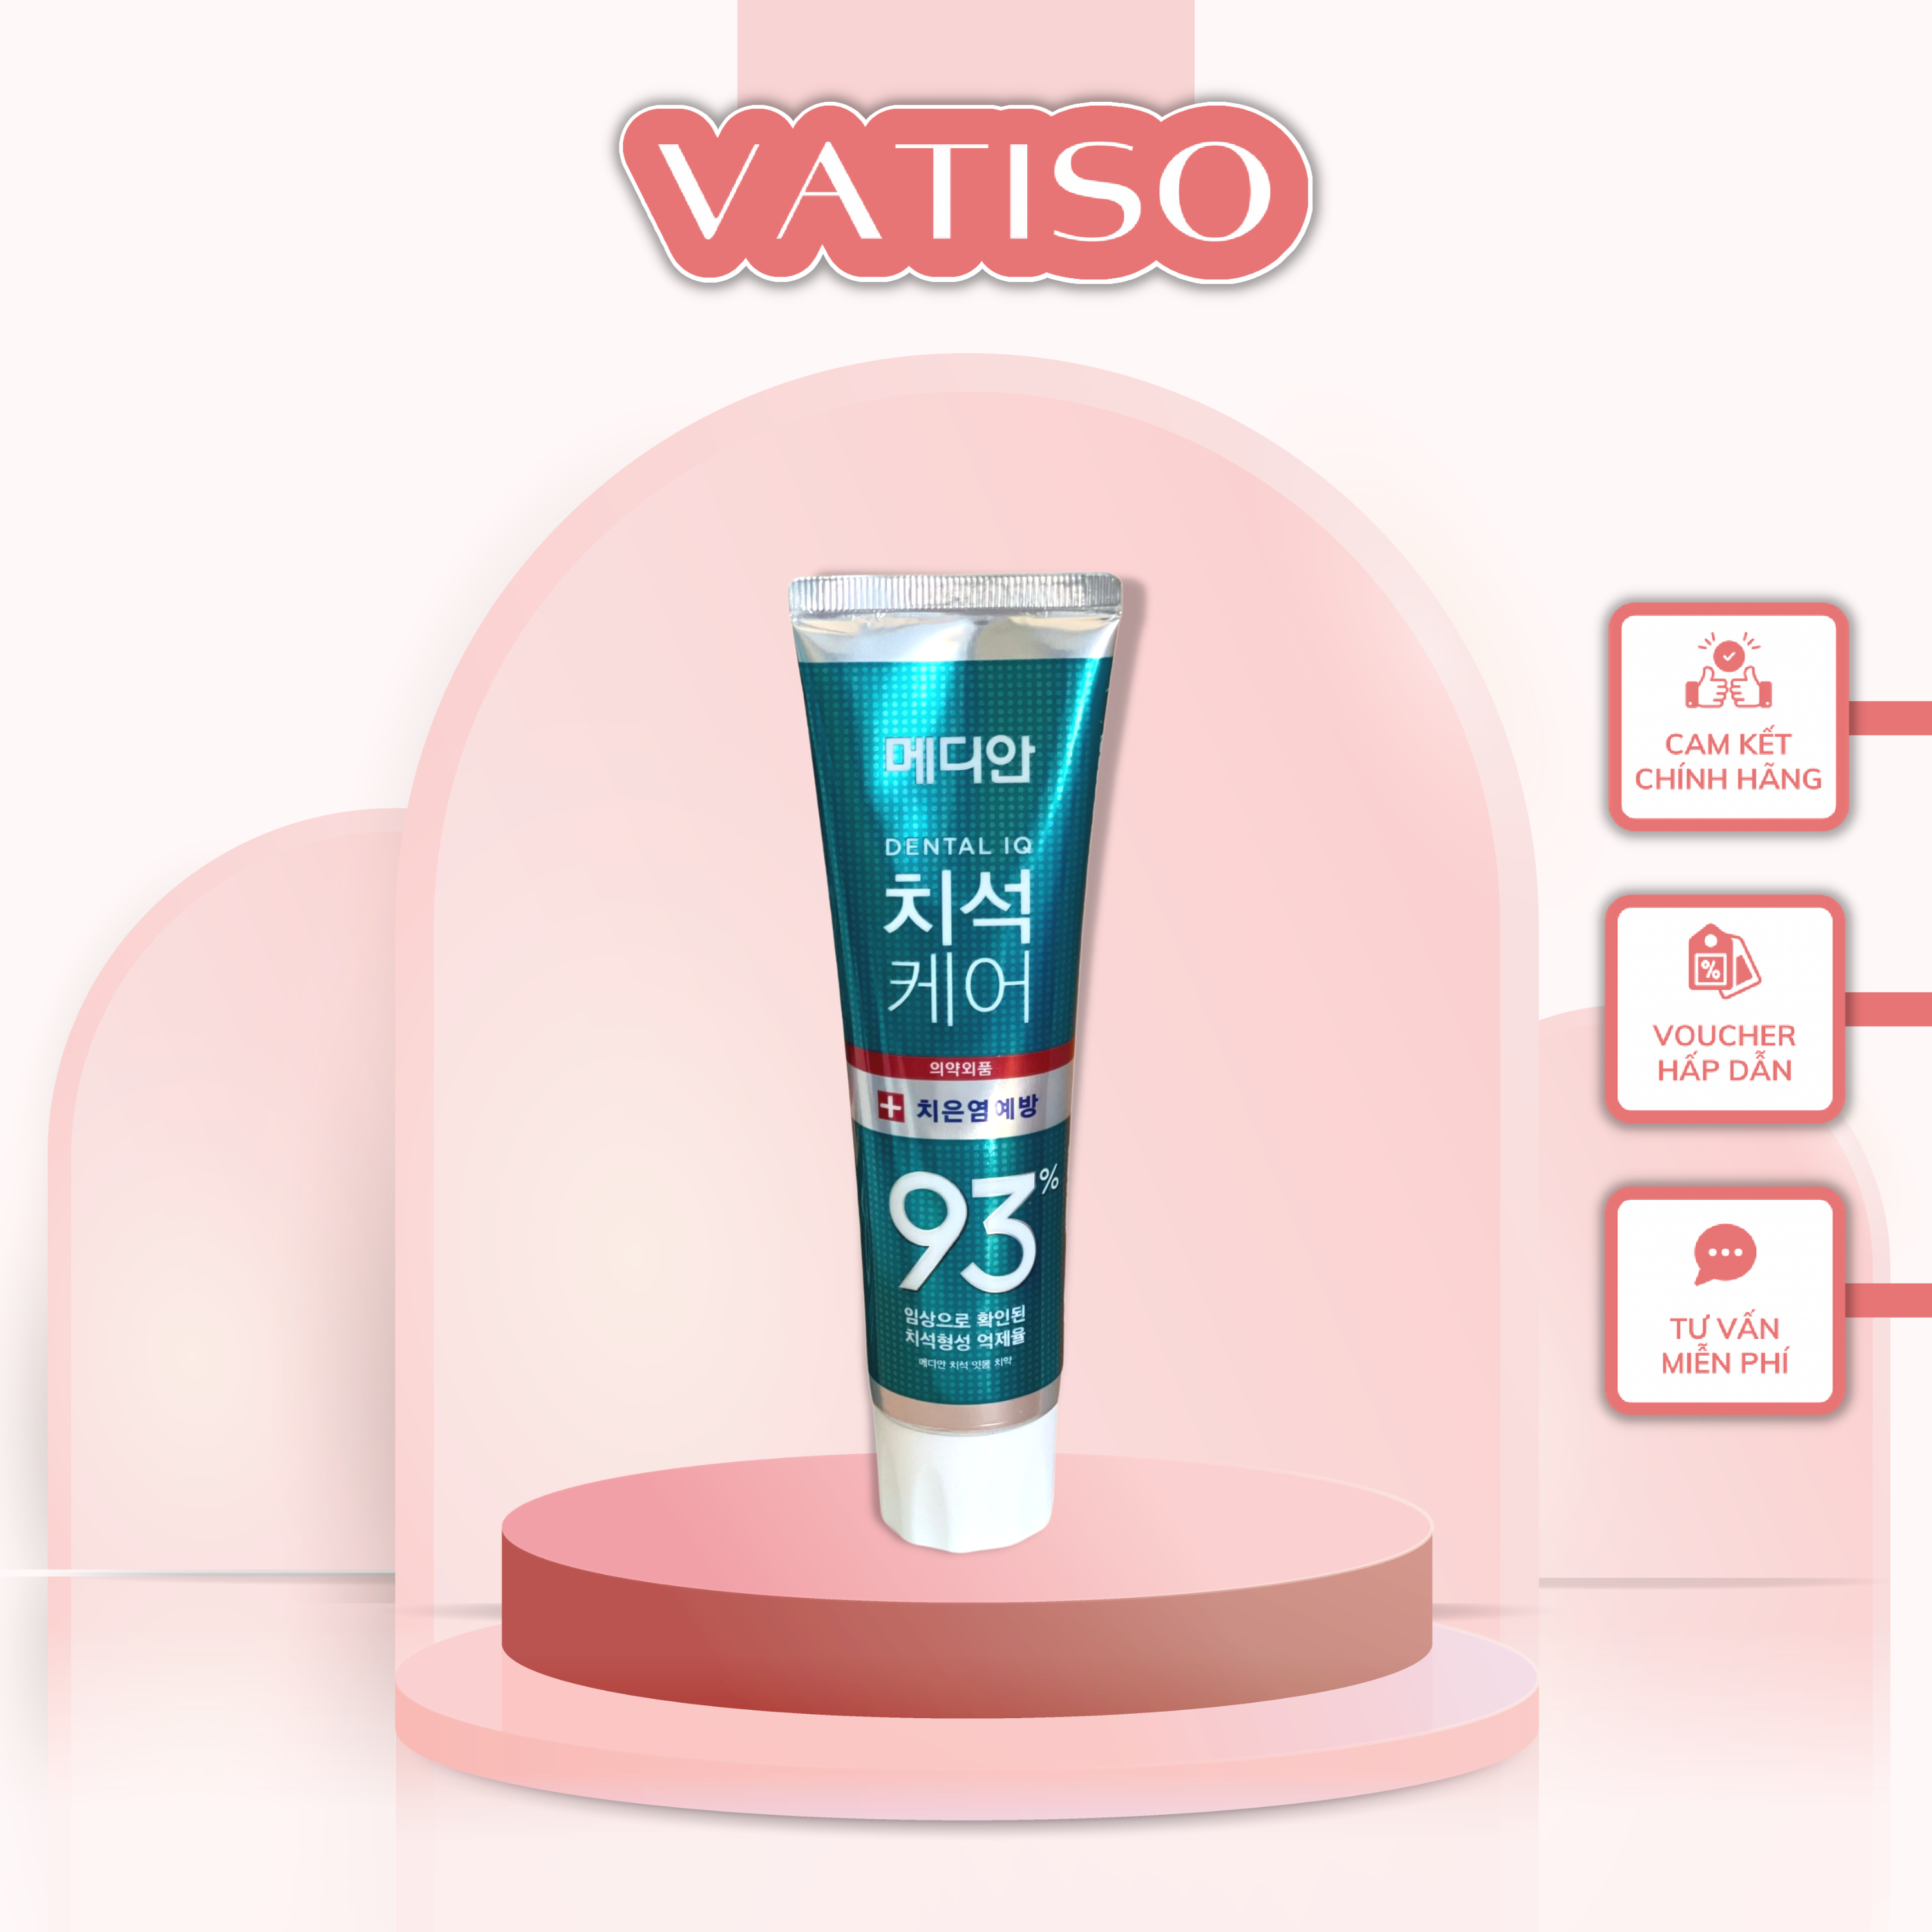 VATISO
메디안
DENTAL IQ
치석
케어
의약외품
치은염예방
93%
임상으로 확인된
치석형성 억제율
메디안 치석 잇몸 치약
CAM KẾT
CHÍNH HÃNG
%
VOUCHER
HẤP DẪN
TƯ VẤN
MIỄN PHÍ